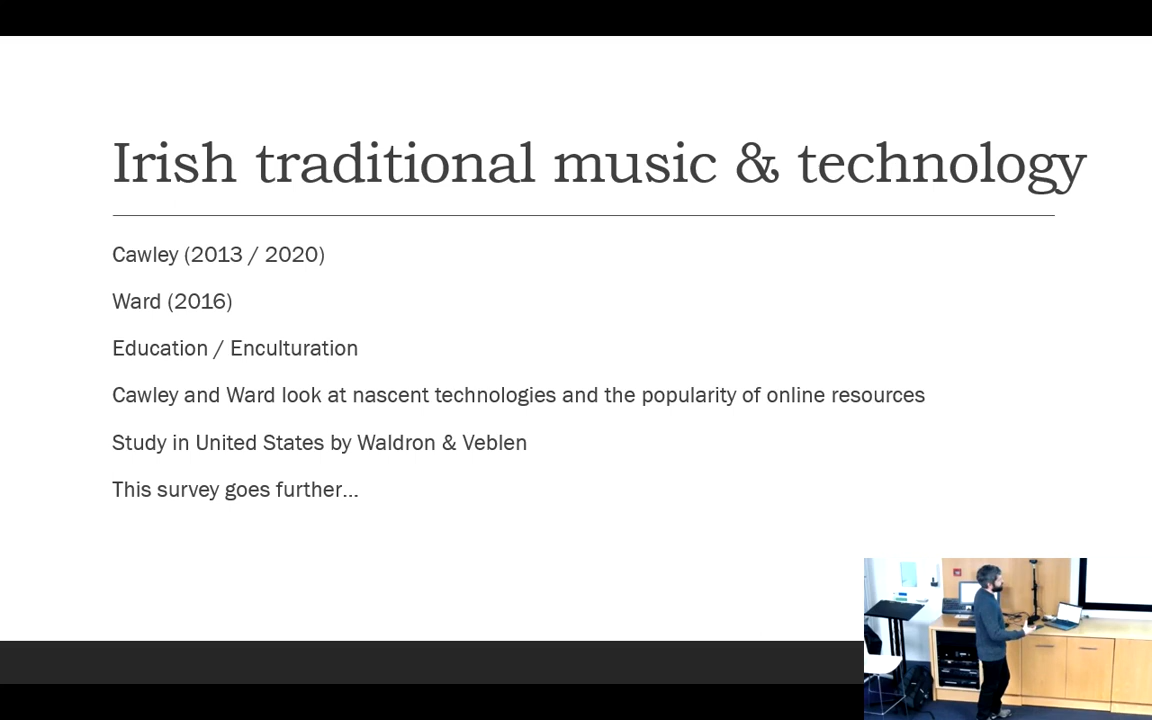 Irish traditional music & technology
Cawley (2013 / 2020)
Ward (2016)
Education / Enculturation
Cawley and Ward look at nascent technologies and the popularity of online resources
Study in United States by Waldron & Veblen
This survey goes further…